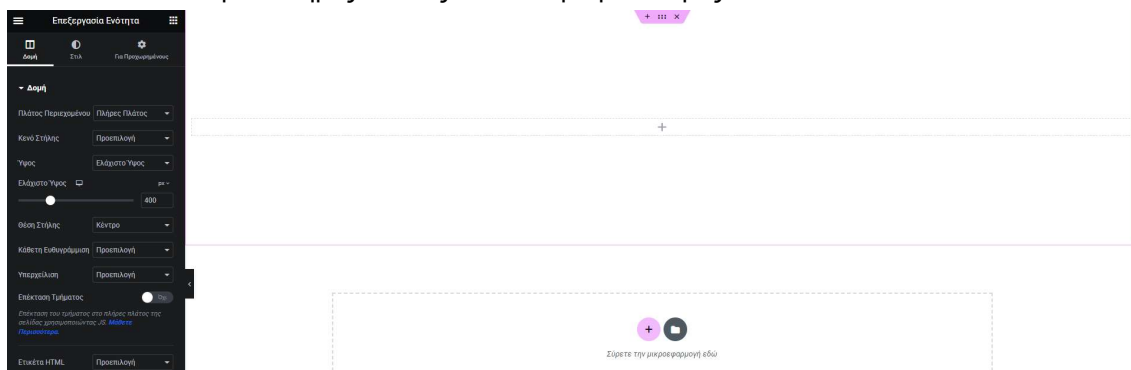 Επεξεργασία Ενότητα
Δομή
Στιλ
Για Προχωρημένους
Δομή
Πλάτος Περιεχομένου Πλήρες Πλάτος
Κενό Στήλης Προεπιλογή
Ύψος Ελάχιστο Ύψος
Ελάχιστο Ύψος px
400
Θέση Στήλης Κέντρο
Κάθετη Ευθυγράμμιση Προεπιλογή
Υπερχείλιση Προεπιλογή
Επέκταση Τμήματος Όχι
Επέκταση του τμήματος στο πλήρες πλάτος της
σελίδας χρησιμοποιώντας JS. Μάθετε
Περισσότερα.
Ετικέτα HTML Προεπιλογή
Σύρετε την μικροεφαρμογή εδώ